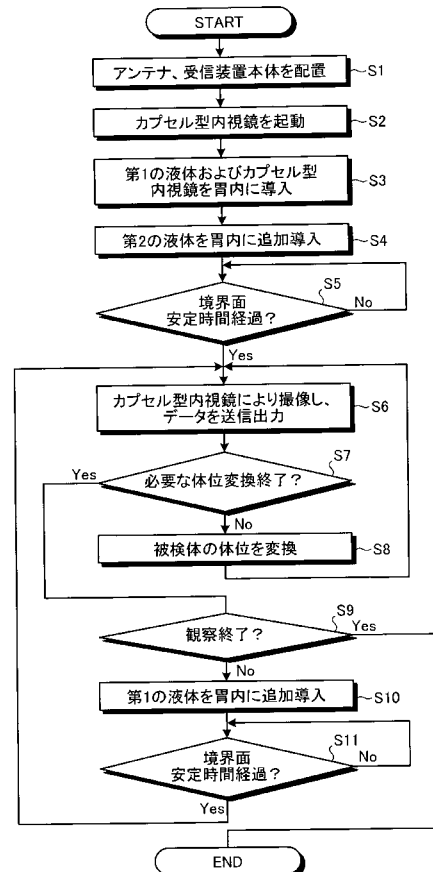 START
アンテナ、受信装置本体を配置
S1
カプセル型内視鏡を起動
S2
第1の液体およびカプセル型
内視鏡を胃内に導入
S3
第2の液体を胃内に追加導入
S4
境界面
安定時間経過?
S5
No
Yes
カプセル型内視鏡により撮像し、
データを送信出力
S6
必要な体位変換終了?
S7
Yes
No
被検体の体位を変換
S8
観察終了?
S9
Yes
No
第1の液体を胃内に追加導入
S10
境界面
安定時間経過?
S11
No
Yes
END